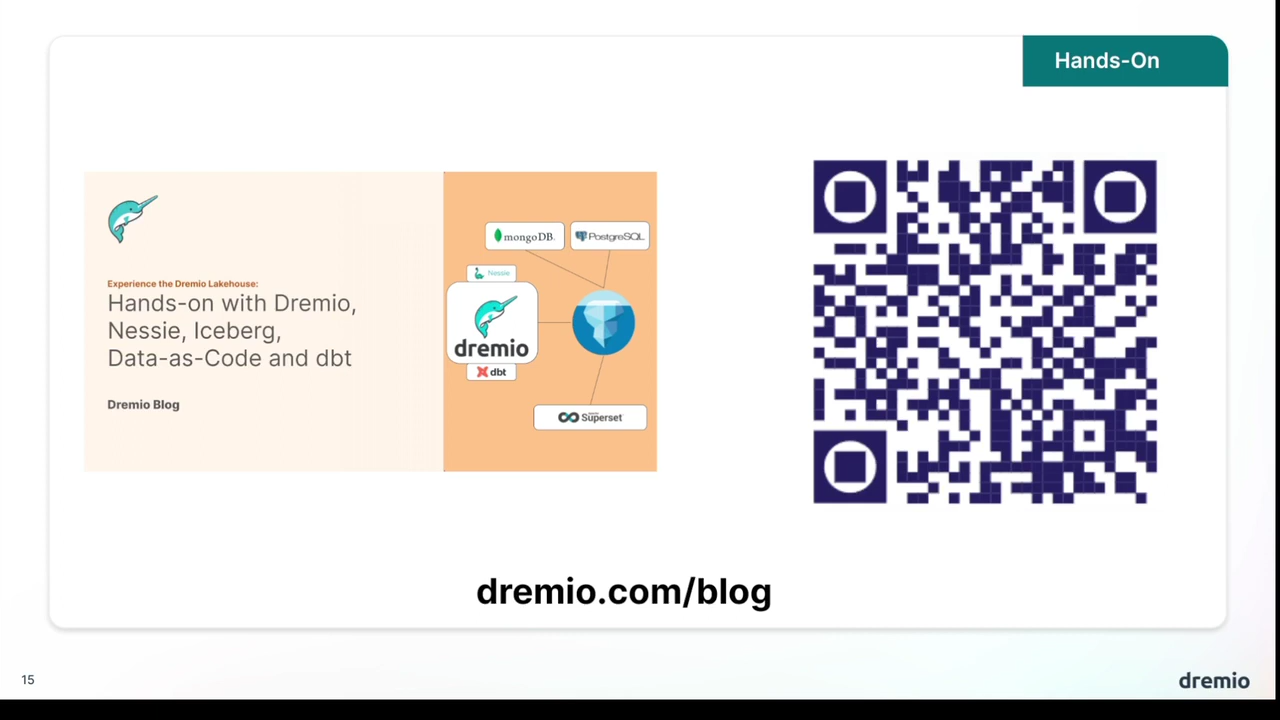 Hands-On
Experience the Dremio Lakehouse:
Hands-on with Dremio,
Nessie, Iceberg,
Data-as-Code and dbt
Dremio Blog
mongoDB.
PostgreSQL
Nessie
dremio
dbt
Superset
dremio.com/blog
15
dremio